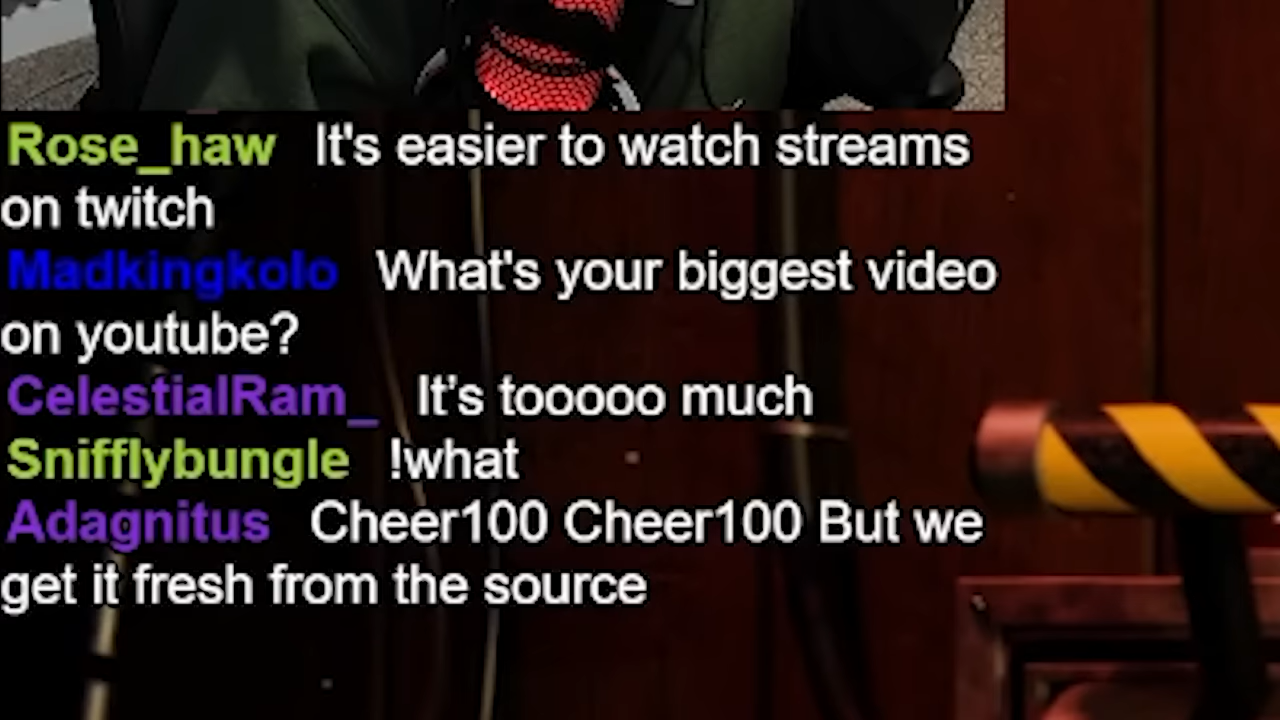 Rose_haw It's easier to watch streams
on twitch
Madkingkolo What's your biggest video
on youtube?
CelestialRam_ It’s tooooo much
Snifflybungle !what
Adagnitus Cheer100 Cheer100 But we
get it fresh from the source